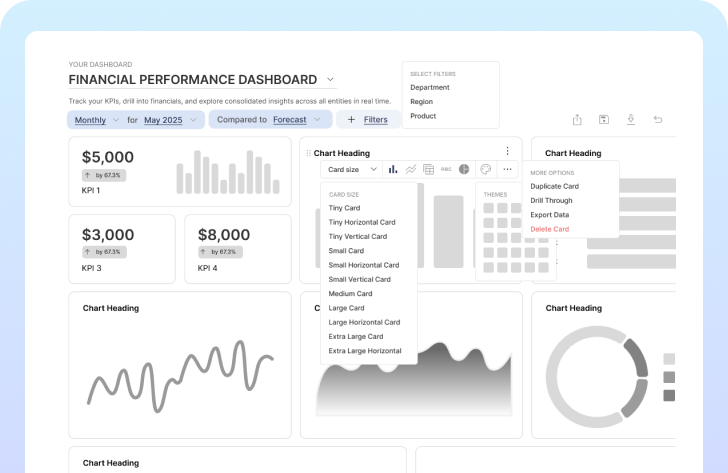 YOUR DASHBOARD
FINANCIAL PERFORMANCE DASHBOARD
Track your KPIs, drill into financials, and explore consolidated insights across all entities in real time.
Monthly for May 2025
Compared to Forecast
+ Filters
SELECT FILTERS
Department
Region
Product
$5,000
↑ by 67.3%
KPI 1
$3,000
↑ by 67.3%
KPI 3
$8,000
↑ by 67.3%
KPI 4
Chart Heading
Card size
ABC
CARD SIZE
Tiny Card
Tiny Horizontal Card
Tiny Vertical Card
Small Card
Small Horizontal Card
Small Vertical Card
Medium Card
Large Card
Large Horizontal Card
Extra Large Card
Extra Large Horizontal
THEMES
Chart Heading
MORE OPTIONS
Duplicate Card
Drill Through
Export Data
Delete Card
Chart Heading
C
Chart Heading
Chart Heading